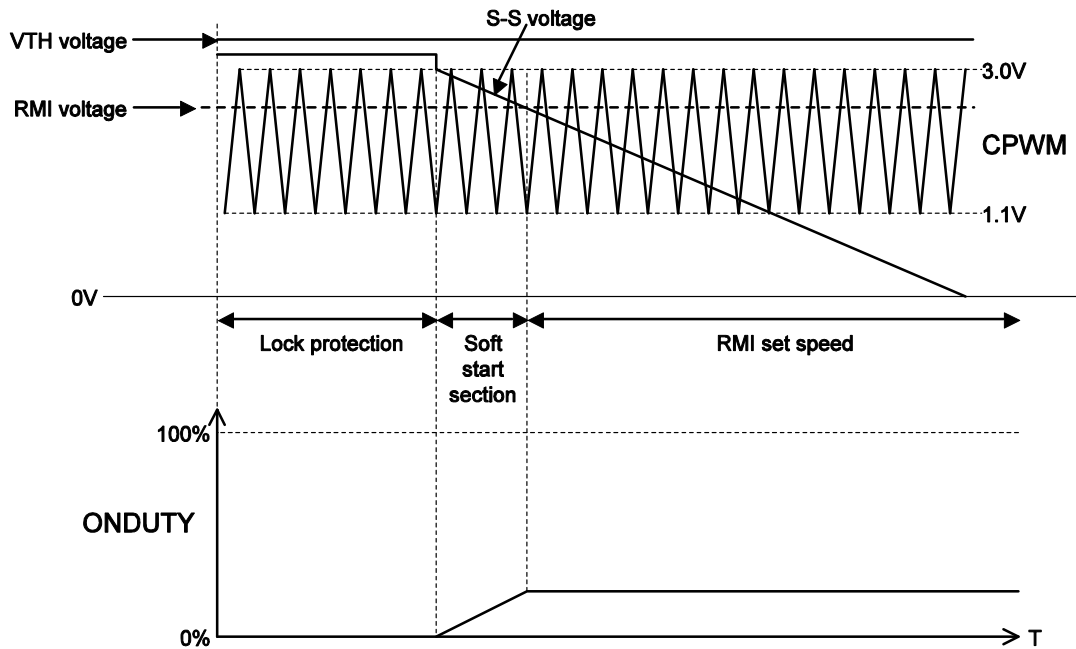 S-S voltage
VTH voltage
3.0V
RMI voltage
CPWM
1.1V
0V
Lock protection
Soft
start
section
RMI set speed
100%
ONDUTY
0%
T